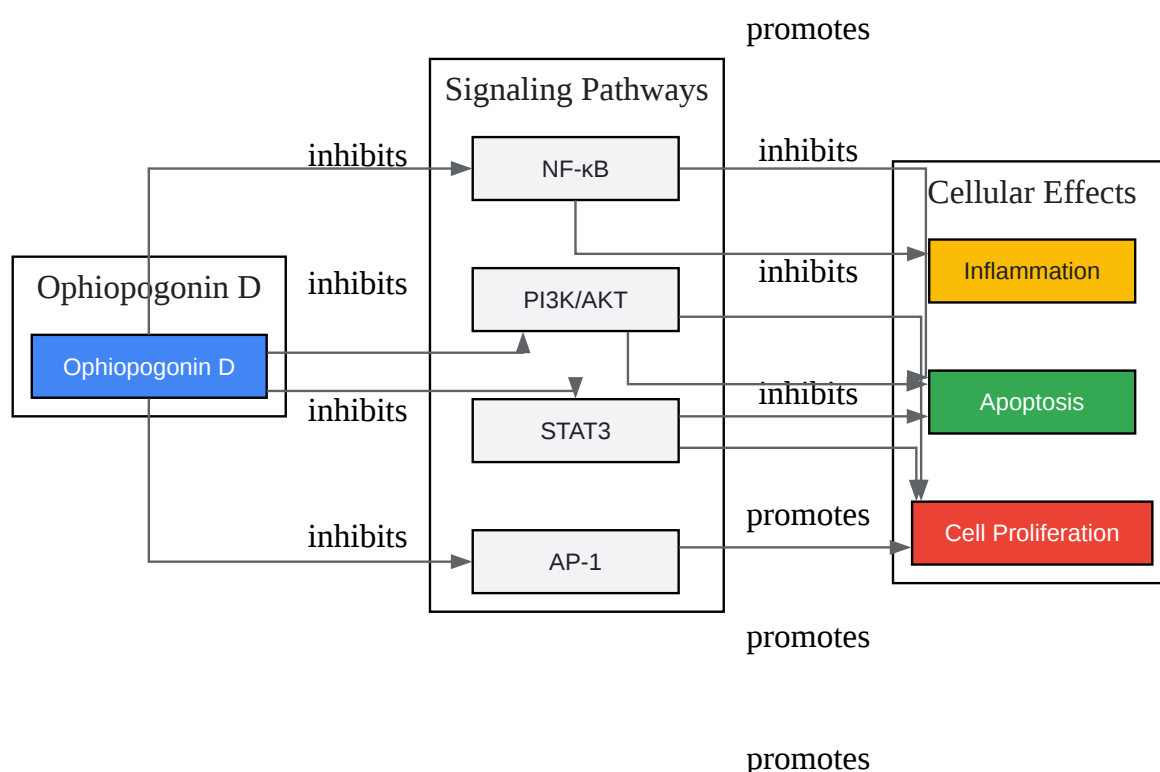 promotes
Signaling Pathways
inhibits
NF-κB
inhibits
Cellular Effects
Ophiopogonin D
inhibits
PI3K/AKT
inhibits
Inflammation
Ophiopogonin D
inhibits
STAT3
inhibits
Apoptosis
inhibits
AP-1
promotes
Cell Proliferation
promotes
promotes